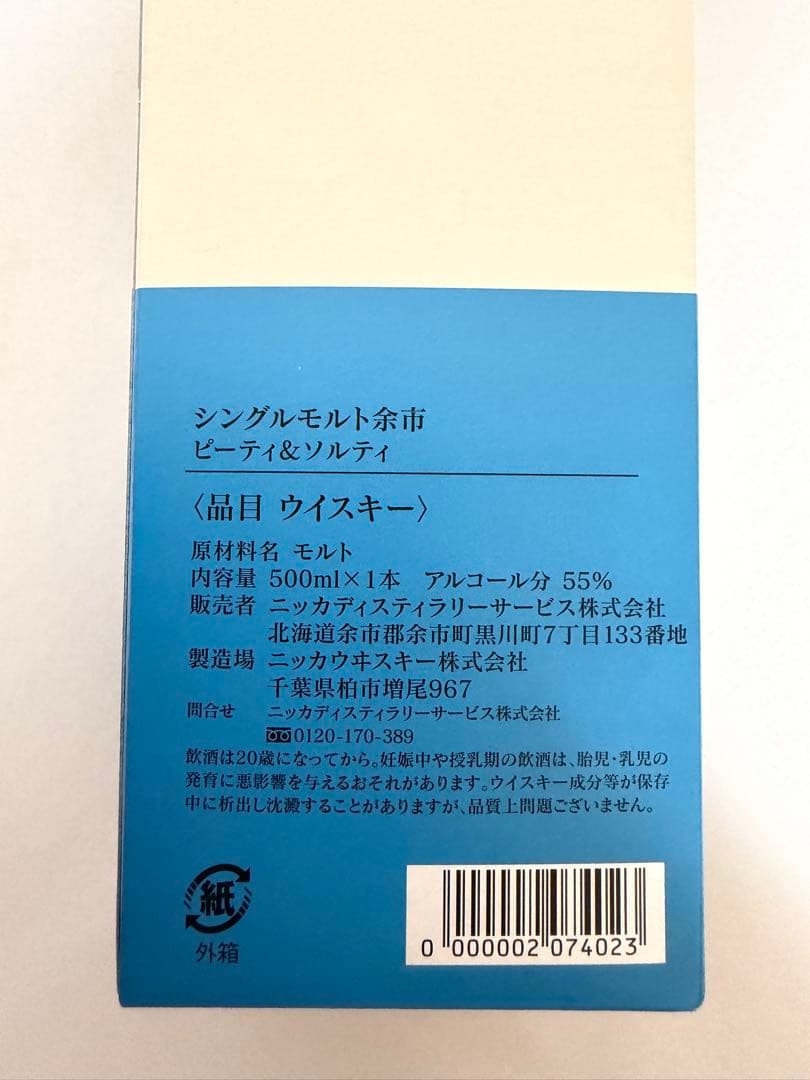 シングルモルト余市
ピーティ&ソルティ
〈品目 ウイスキー〉
原材料名 モルト
内容量 500ml×1本 アルコール分 55%
販売者 ニッカディスティラリーサービス株式会社
北海道余市郡余市町黒川町7丁目133番地
製造場 ニッカウヰスキー株式会社
千葉県柏市増尾967
問合せ ニッカディスティラリーサービス株式会社
0120-170-389
飲酒は20歳になってから。妊娠中や授乳期の飲酒は、胎児・乳児の
発育に悪影響を与えるおそれがあります。ウイスキー成分等が保存
中に析出し沈澱することがありますが、品質上問題ございません。
紙
外箱
0 000002 074023